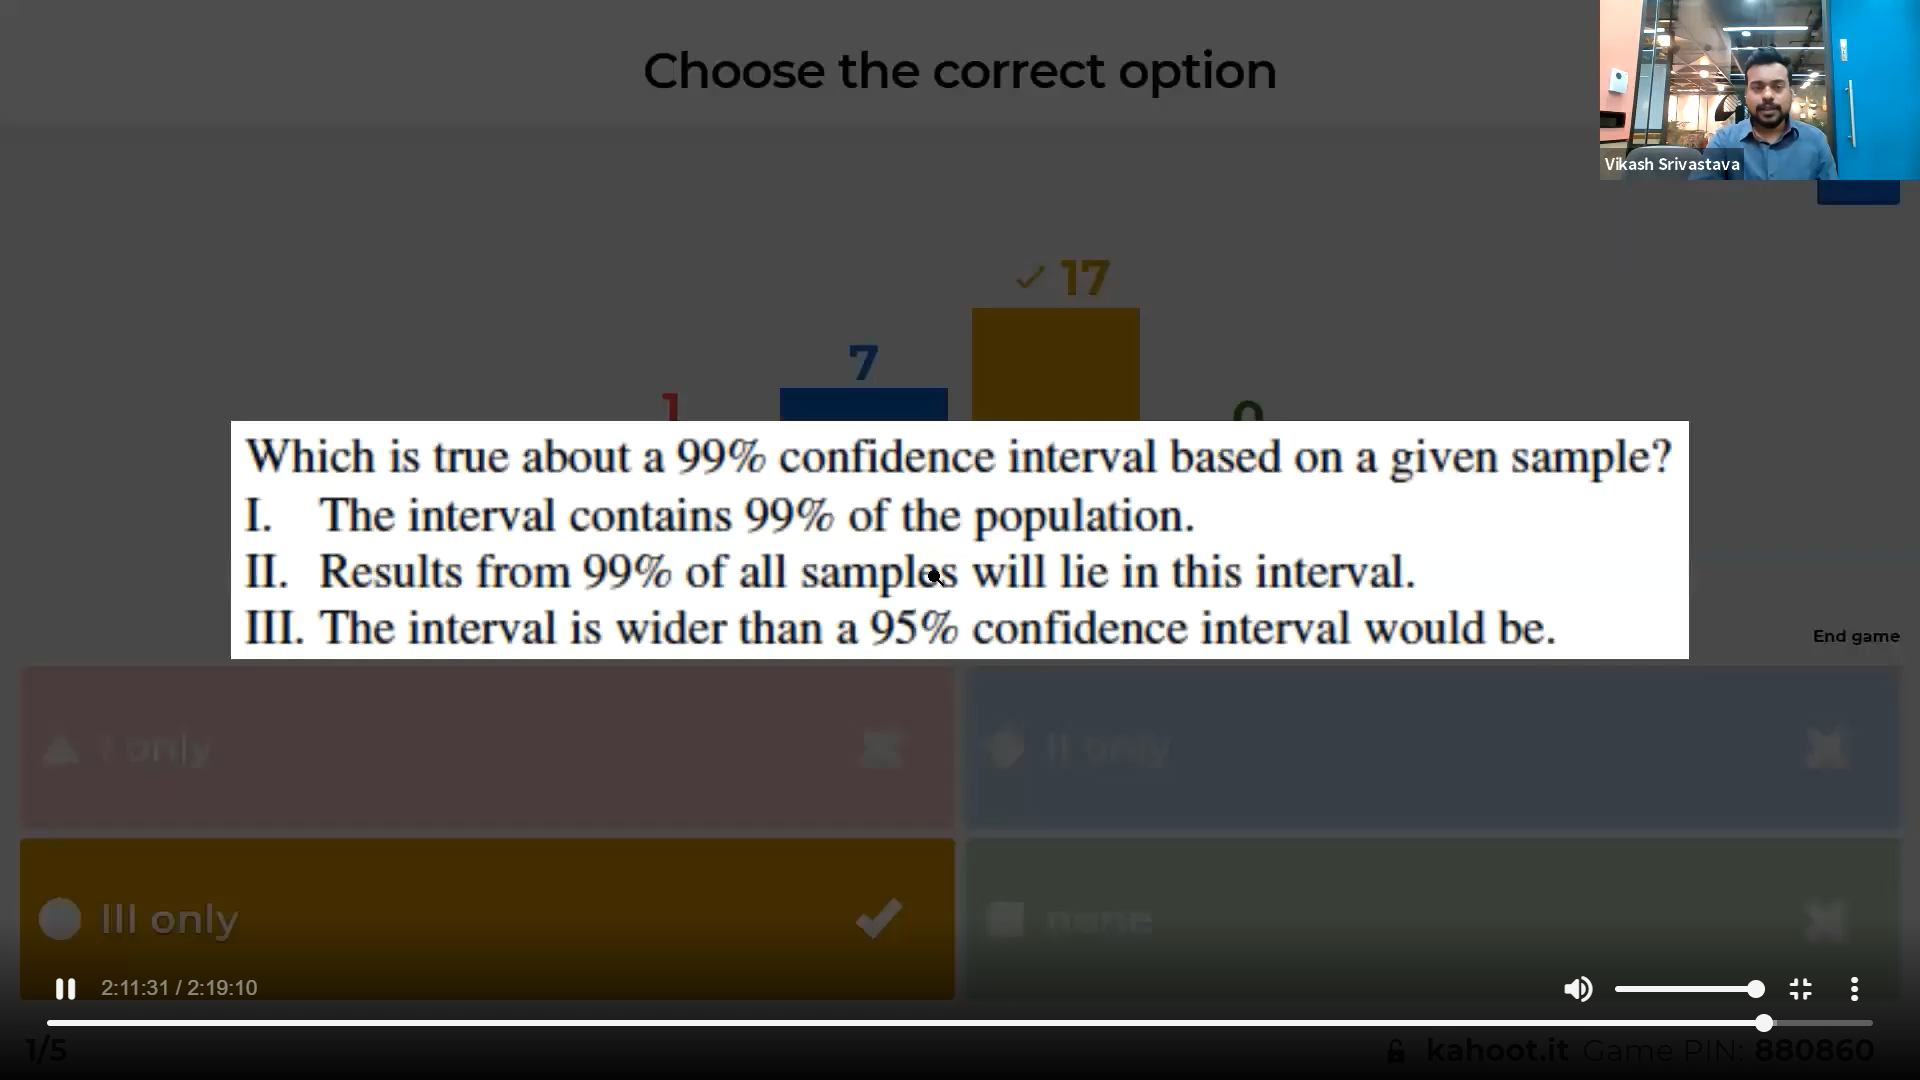 Choose the correct option
Vikash Srivastava
17
7
1
0
Which is true about a 99% confidence interval based on a given sample?
I. The interval contains 99% of the population.
II. Results from 99% of all samples will lie in this interval.
III. The interval is wider than a 95% confidence interval would be.
End game
I only
II only
III only
none
2:11:31 / 2:19:10
1/5
kahoot.it Game PIN: 880860